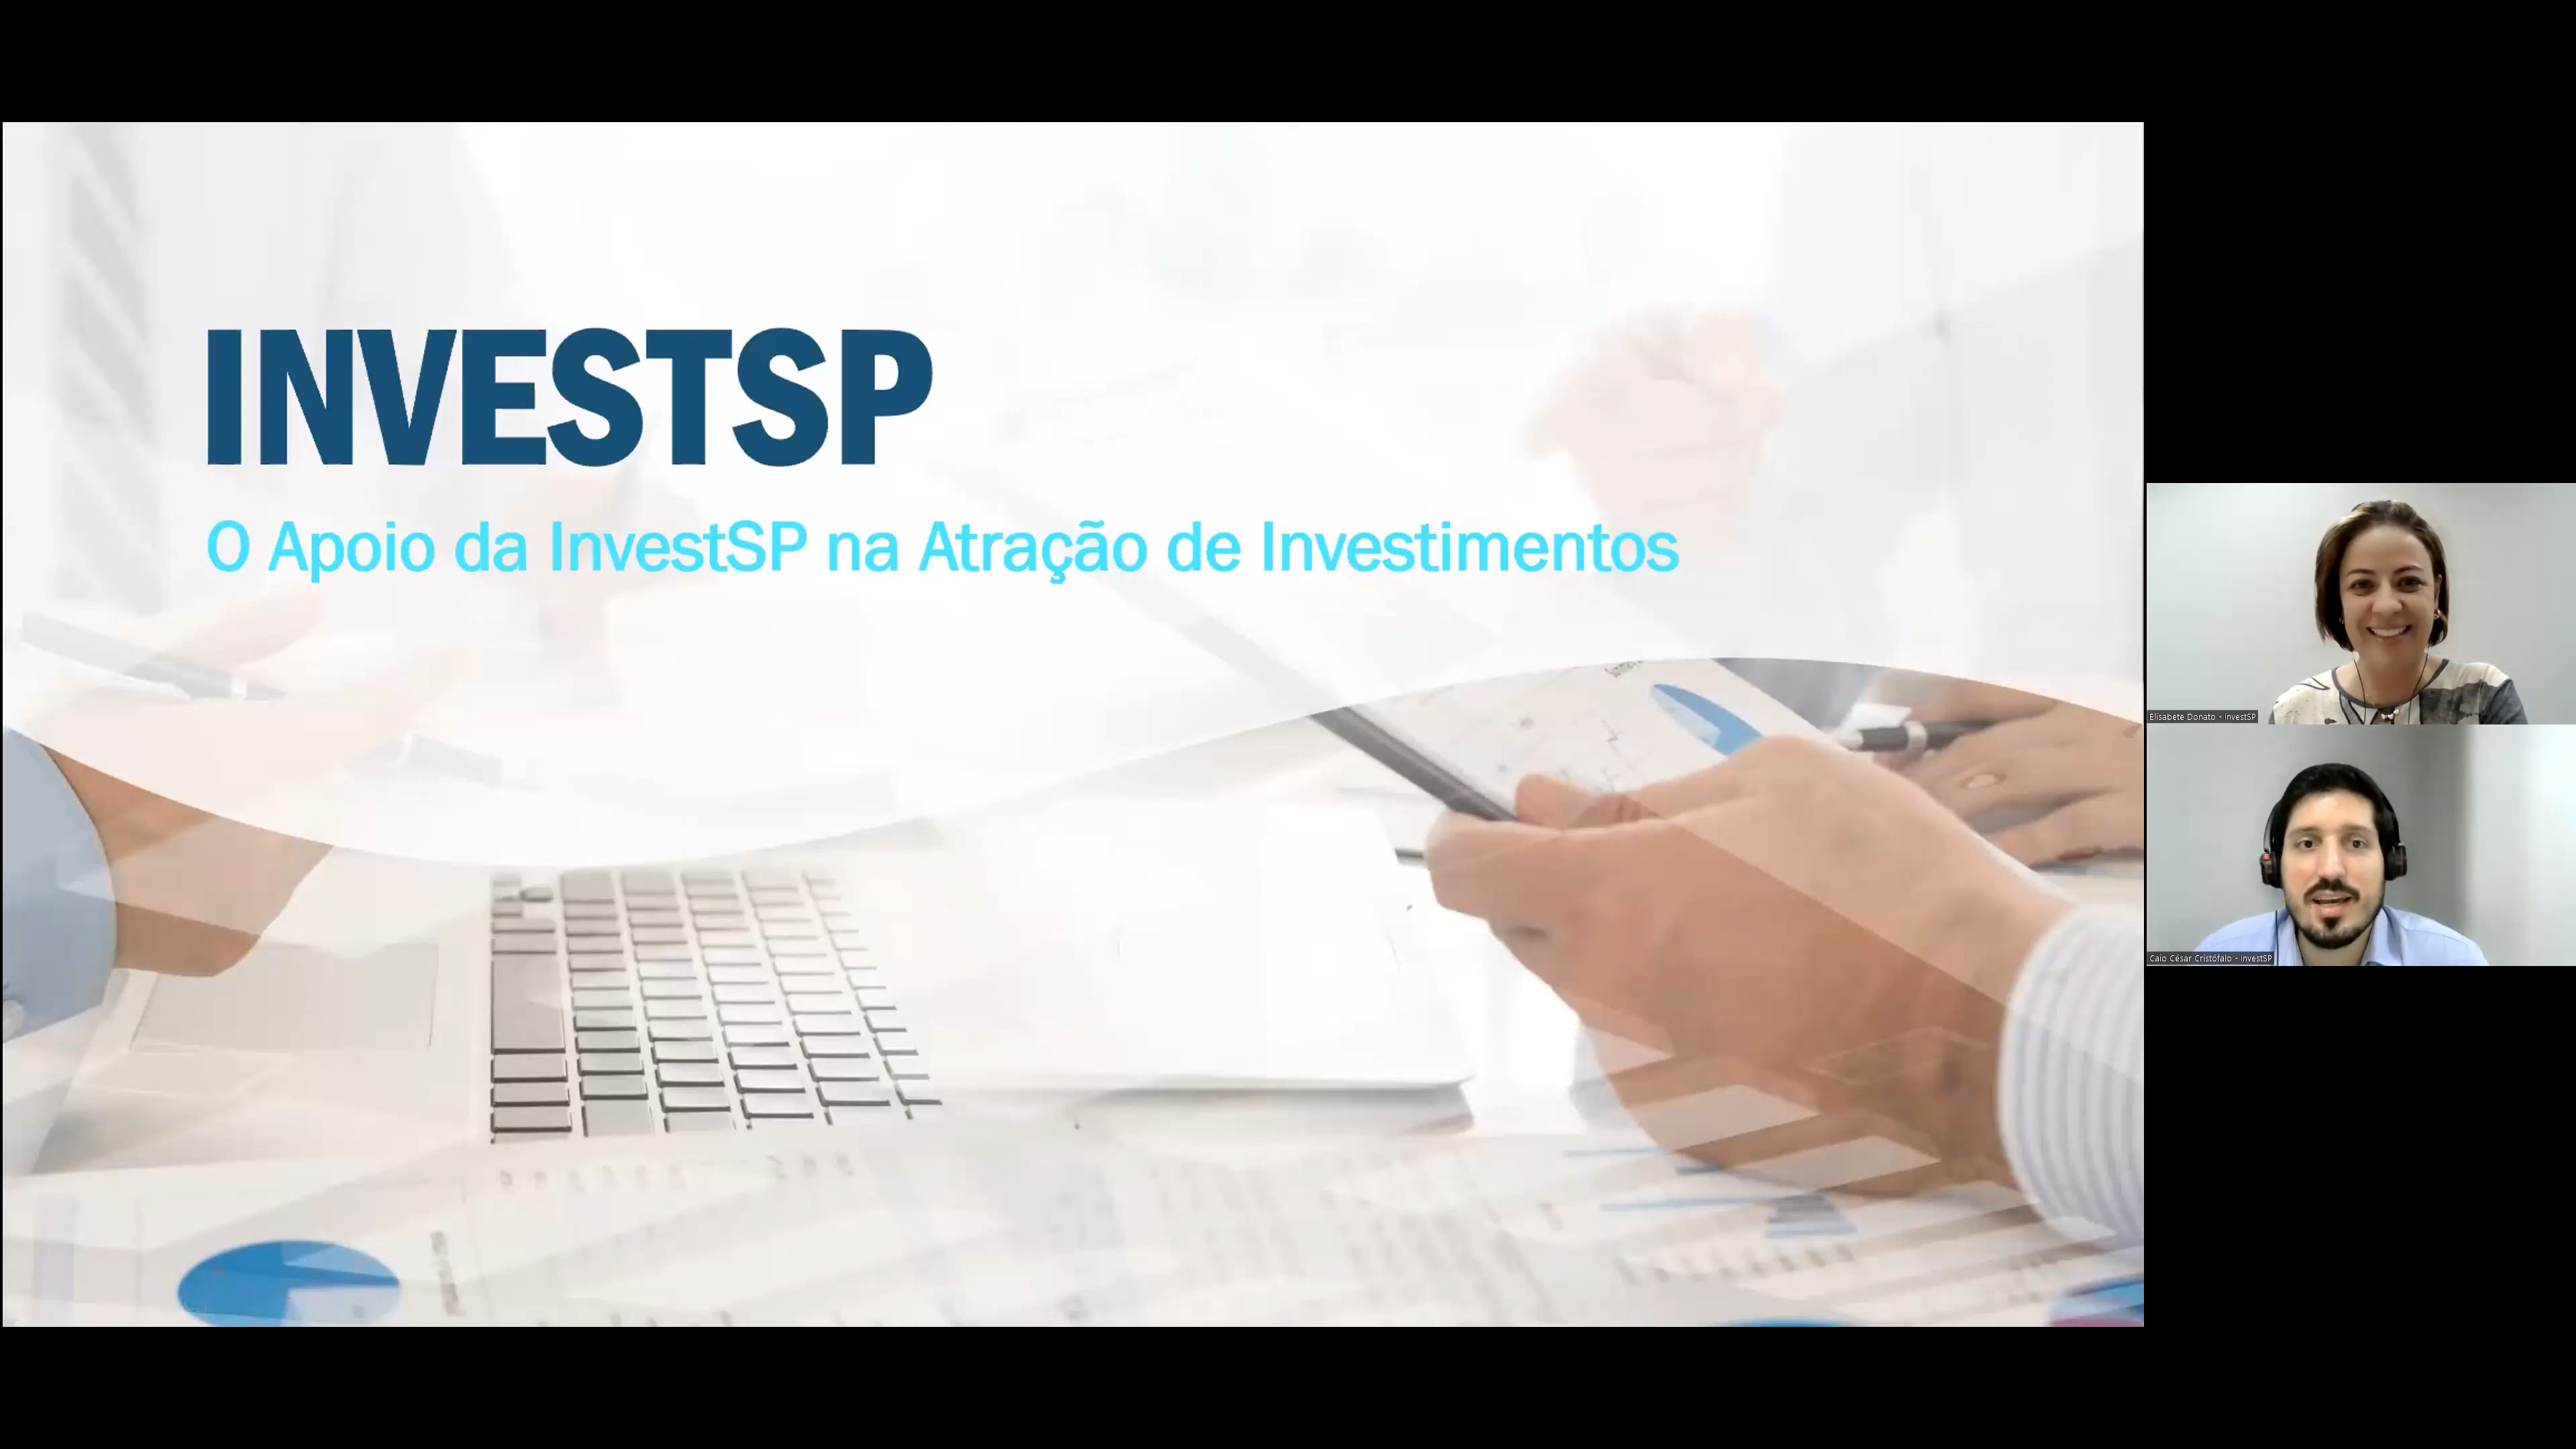 INVESTSP
O Apoio da InvestSP na Atração de Investimentos
Elisabete Donato - InvestSP
Caio César Cristófalo - InvestSP